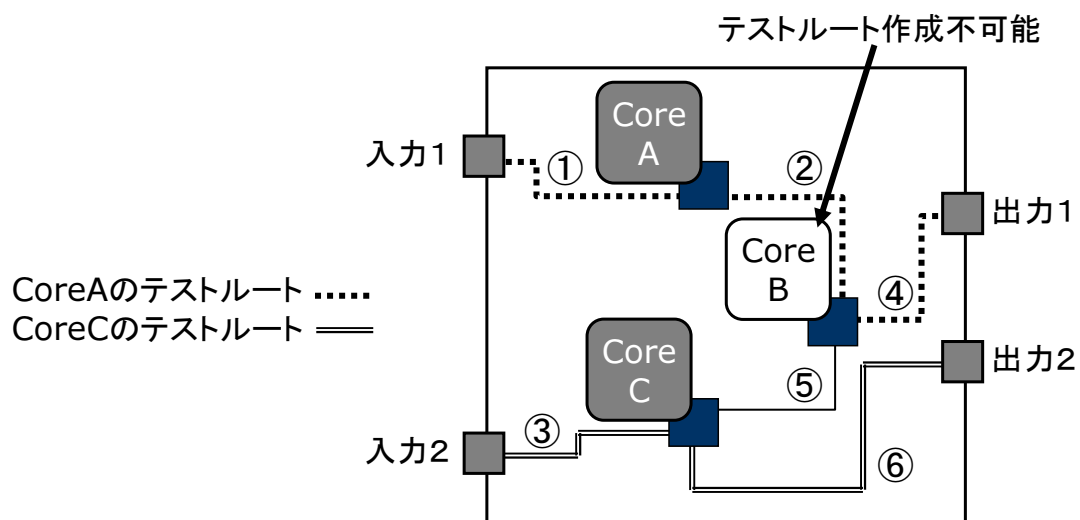 テストルート作成不可能
Core
A
入力1
①
②
出力1
Core
B
④
CoreAのテストルート
CoreCのテストルート
Core
C
⑤
出力2
③
入力2
⑥